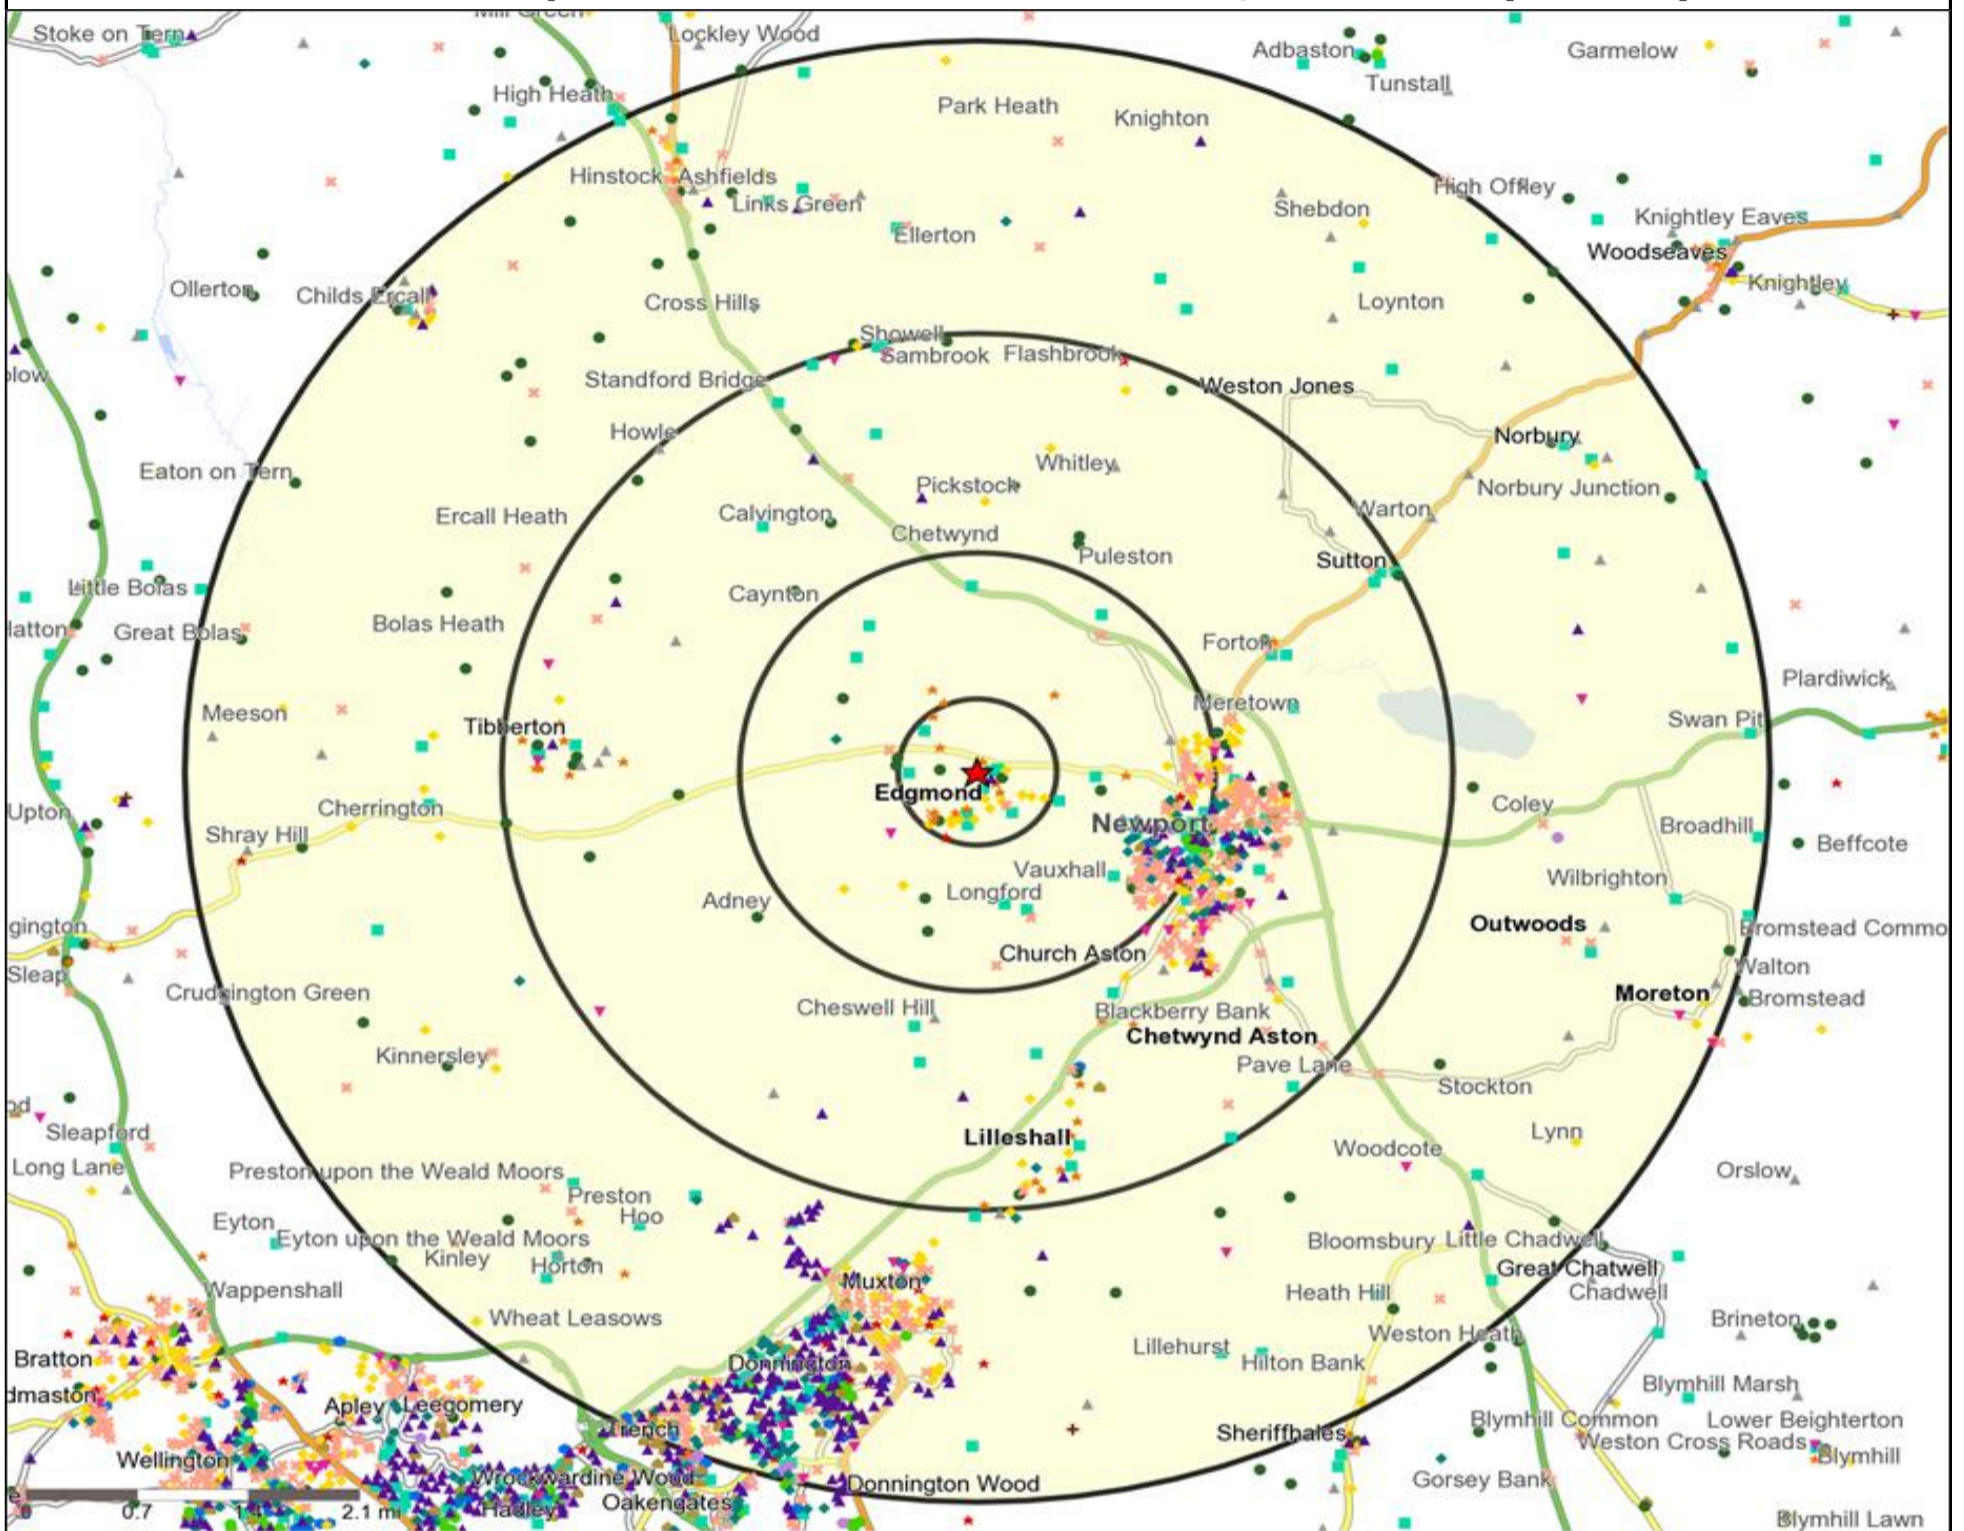 Mill Green
Stoke on Tern
Lockley Wood
Adbaston
Garmelow
Tunstall
High Heath
Park Heath
Knighton
Hinstock
Ashfields
High Offley
Links Green
Shebdon
Knightley Eaves
Ellerton
Woodseaves
Knightley
Ollerton
Childs Ercall
Cross Hills
Loynton
Showell
Sambrook
Flashbrook
Standford Bridge
Weston Jones
Howle
Norbury
Whitley
Eaton on Tern
Pickstock
Norbury Junction
Ercall Heath
Calvington
Warton
Chetwynd
Puleston
Sutton
Little Bolas
Caynton
Great Bolas
Bolas Heath
Forton
Plardiwick
Meretown
Meeson
Swan Pit
Tibberton
Edgmond
Cherrington
Coley
Upton
Newport
Broadhill
Shray Hill
Beffcote
Vauxhall
Wilbrighton
Longford
Adney
Outwoods
gington
Bromstead Commo
Church Aston
Sleap
Walton
Crudgington Green
Moreton
Bromstead
Cheswell Hill
Blackberry Bank
Chetwynd Aston
Kinnersley
Pave Lane
Stockton
Sleapford
Lilleshall
Lynn
Woodcote
Long Lane
Preston upon the Weald Moors
Orslow
Preston
Hoo
Eyton
Eyton upon the Weald Moors
Bloomsbury
Little Chadwell
Kinley
Horton
Great Chatwell
Muxton
Wappenshall
Heath Hill
Chadwell
Wheat Leasows
Brineton
Weston Heath
Lillehurst
Bratton
Donnington
Hilton Bank
Blymhill Marsh
dmaston
Apley
Leegomery
Blymhill Common
Lower Beighterton
Trench
Sheriffhales
Weston Cross Roads
Blymhill
Wellington
Wrockwardine Wood
Donnington Wood
Gorsey Bank
Oakengates
Hadley
0.7
1.4
2.1 mi
Blymhill Lawn